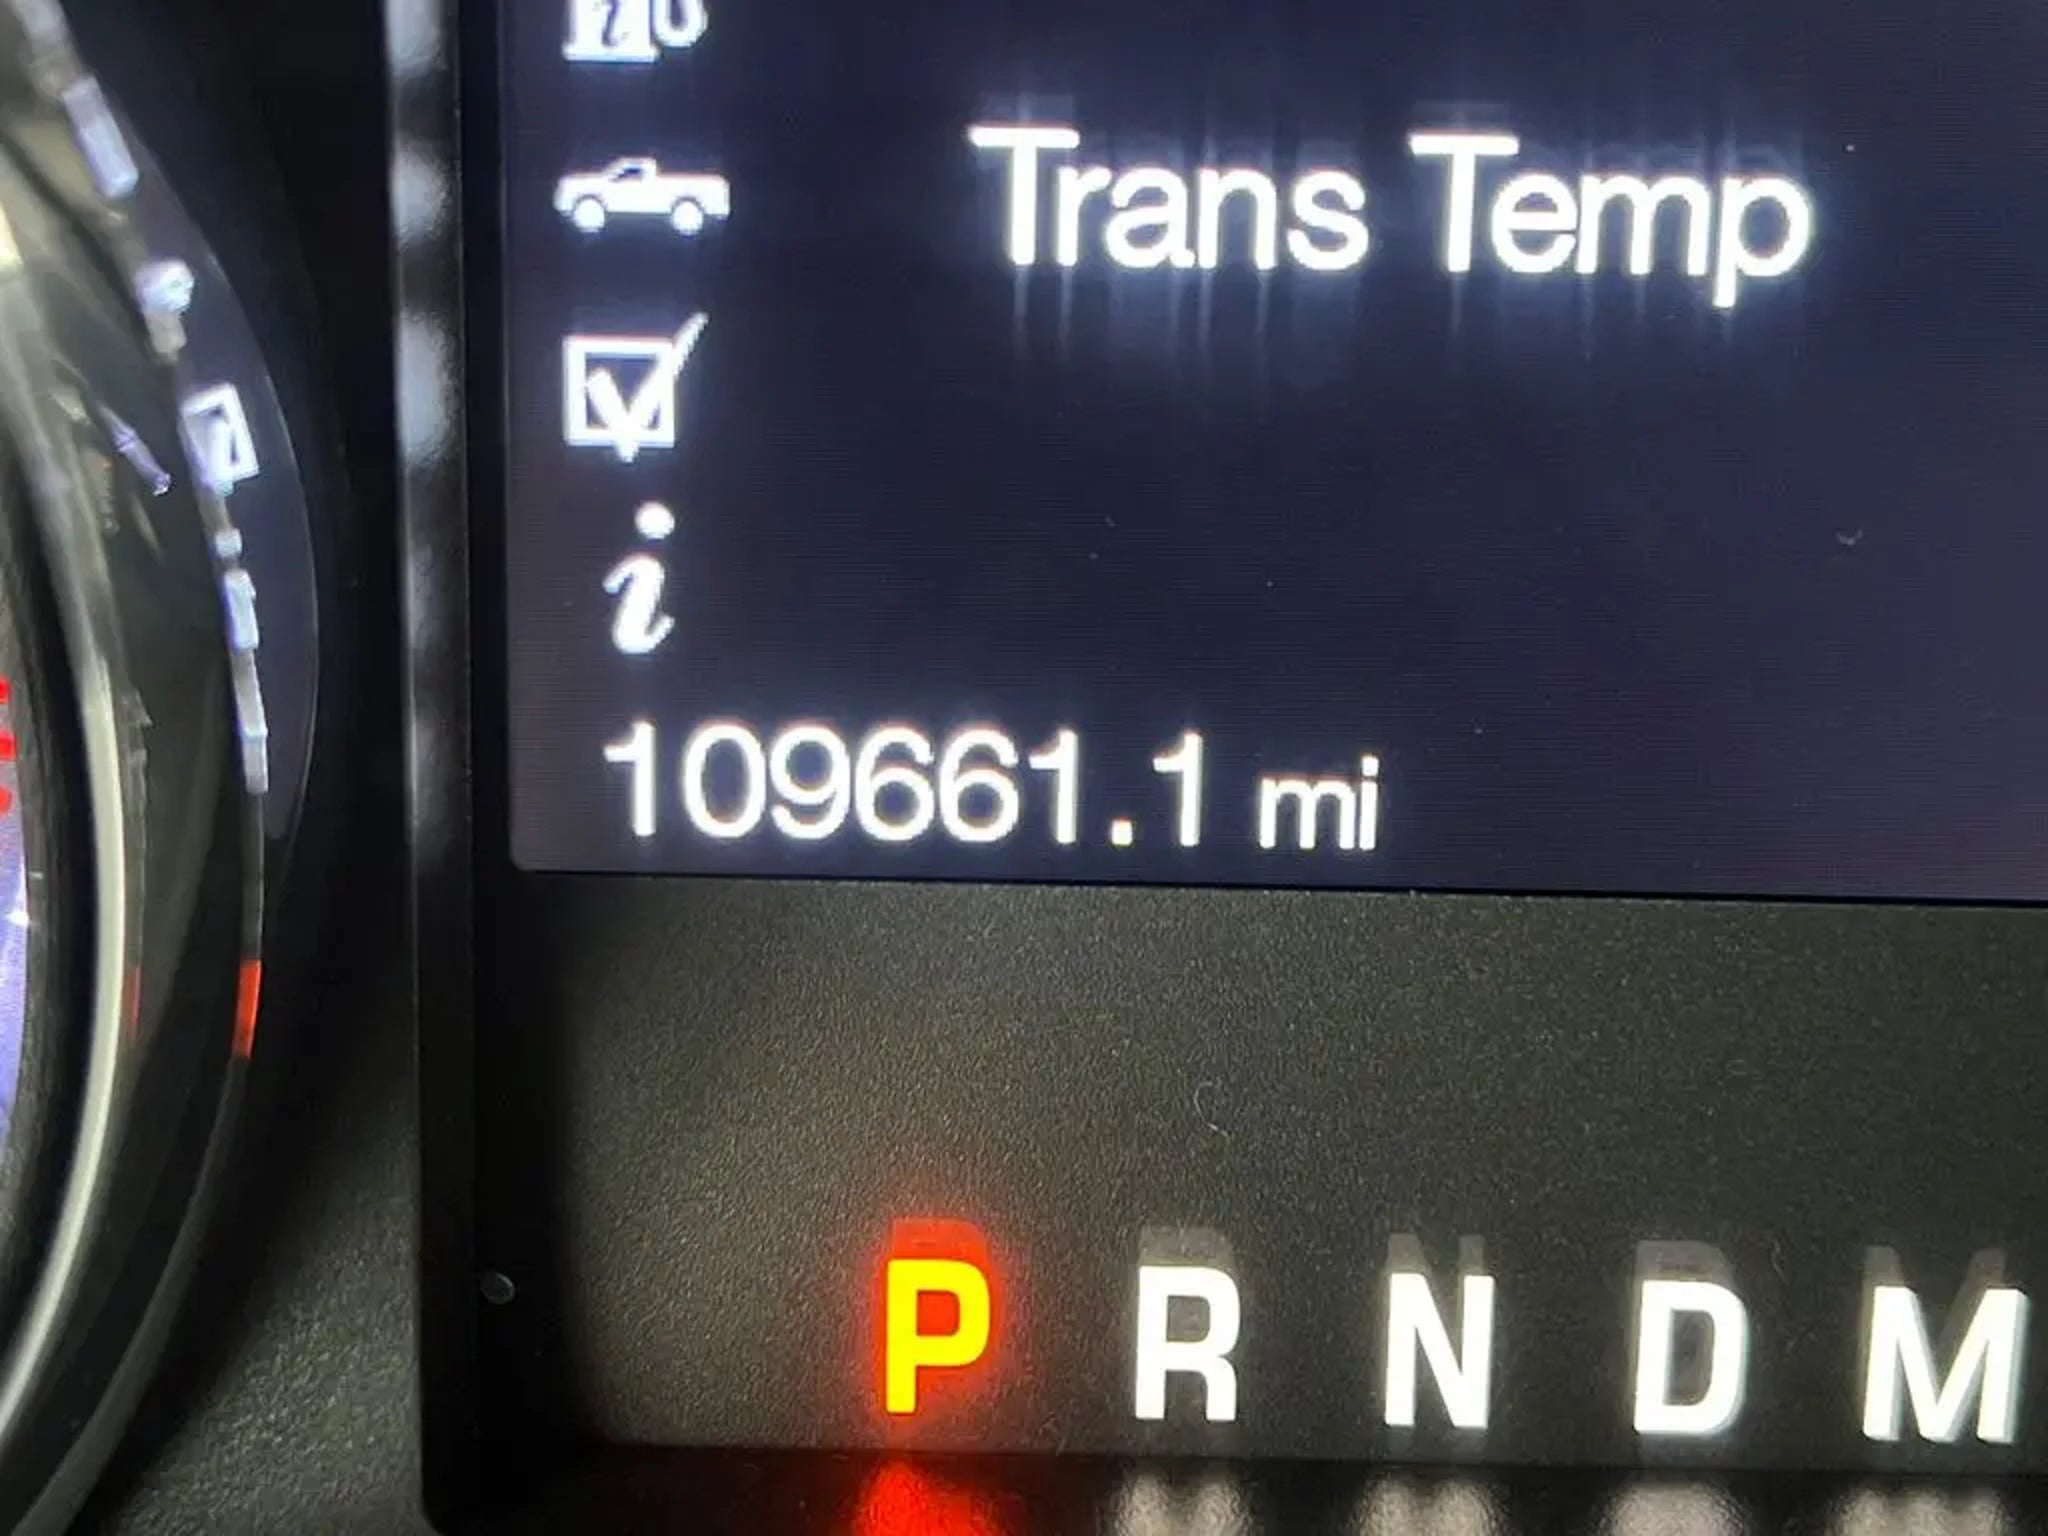 Trans Temp
i
109661.1 mi
P R N D M